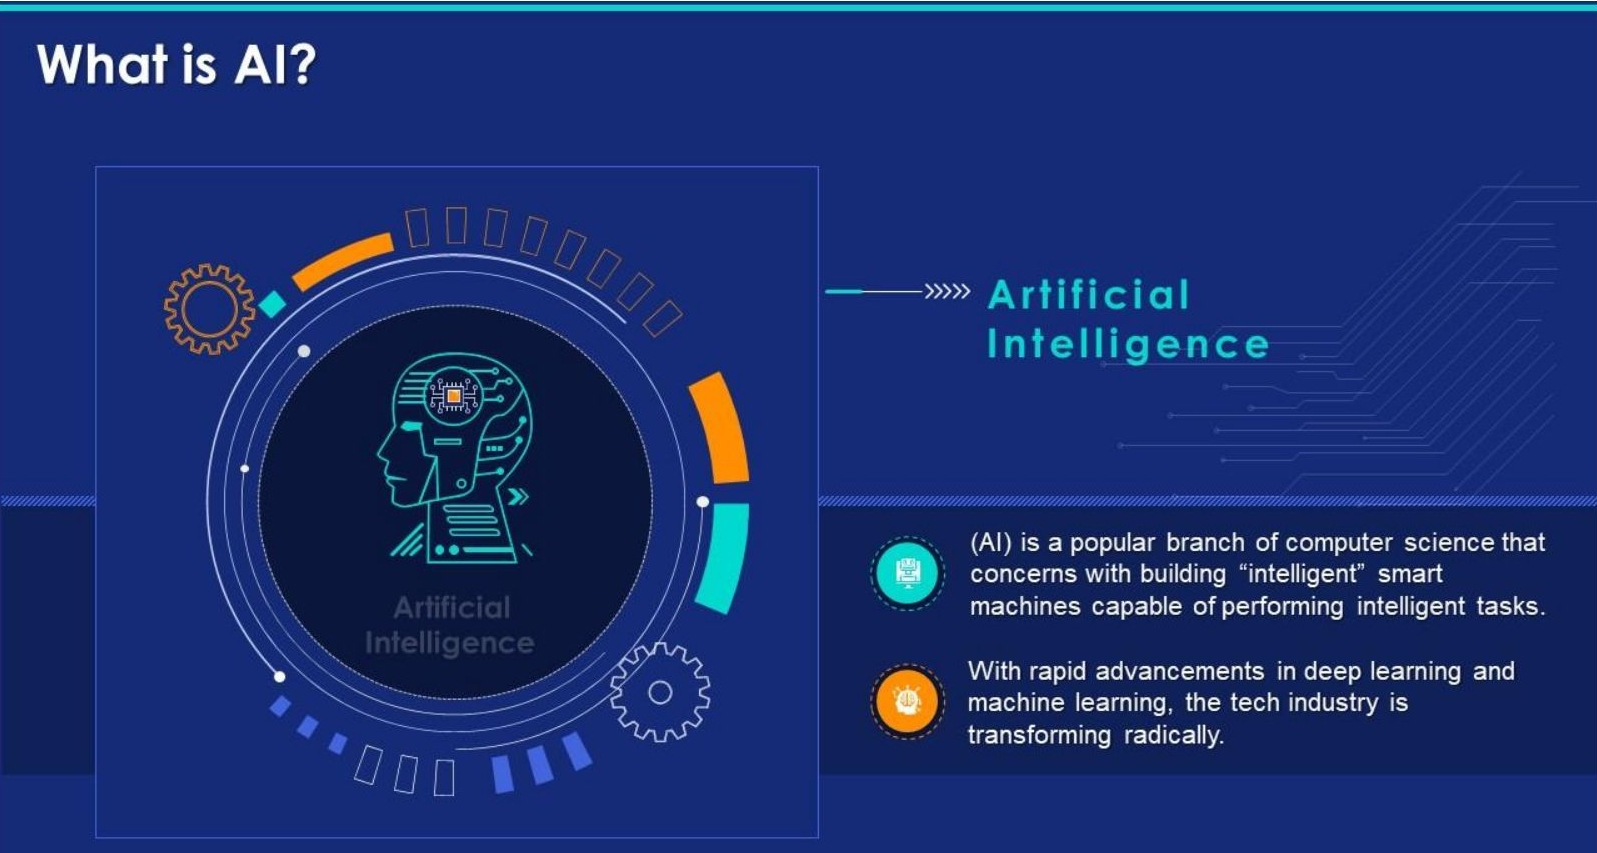 What is AI?
Artificial
Intelligence
Artificial
Intelligence
(AI) is a popular branch of computer science that
concerns with building “intelligent” smart
machines capable of performing intelligent tasks.
With rapid advancements in deep learning and
machine learning, the tech industry is
transforming radically.